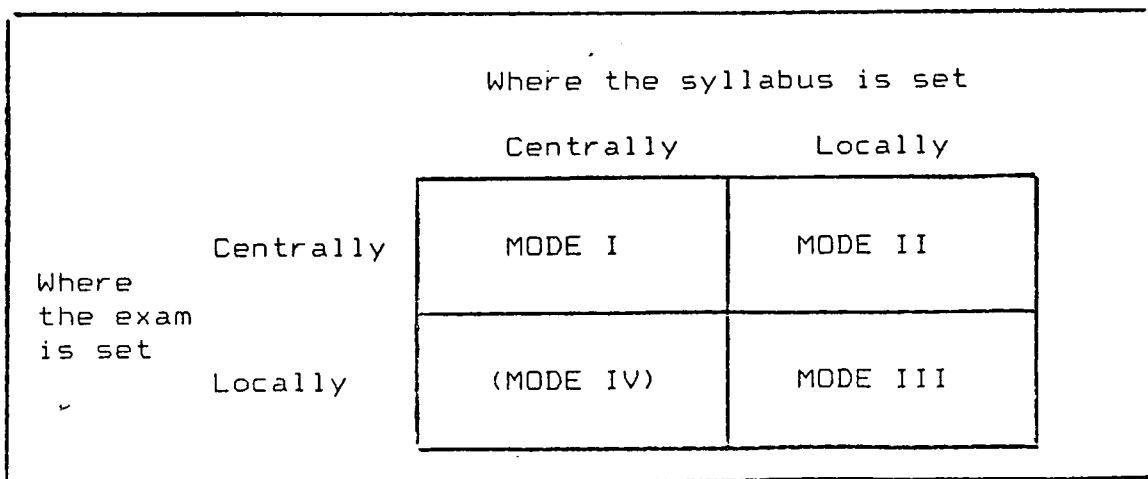 Where the syllabus is set
Centrally Locally
Centrally MODE I MODE II
Where
the exam
is set
Locally (MODE IV) MODE III